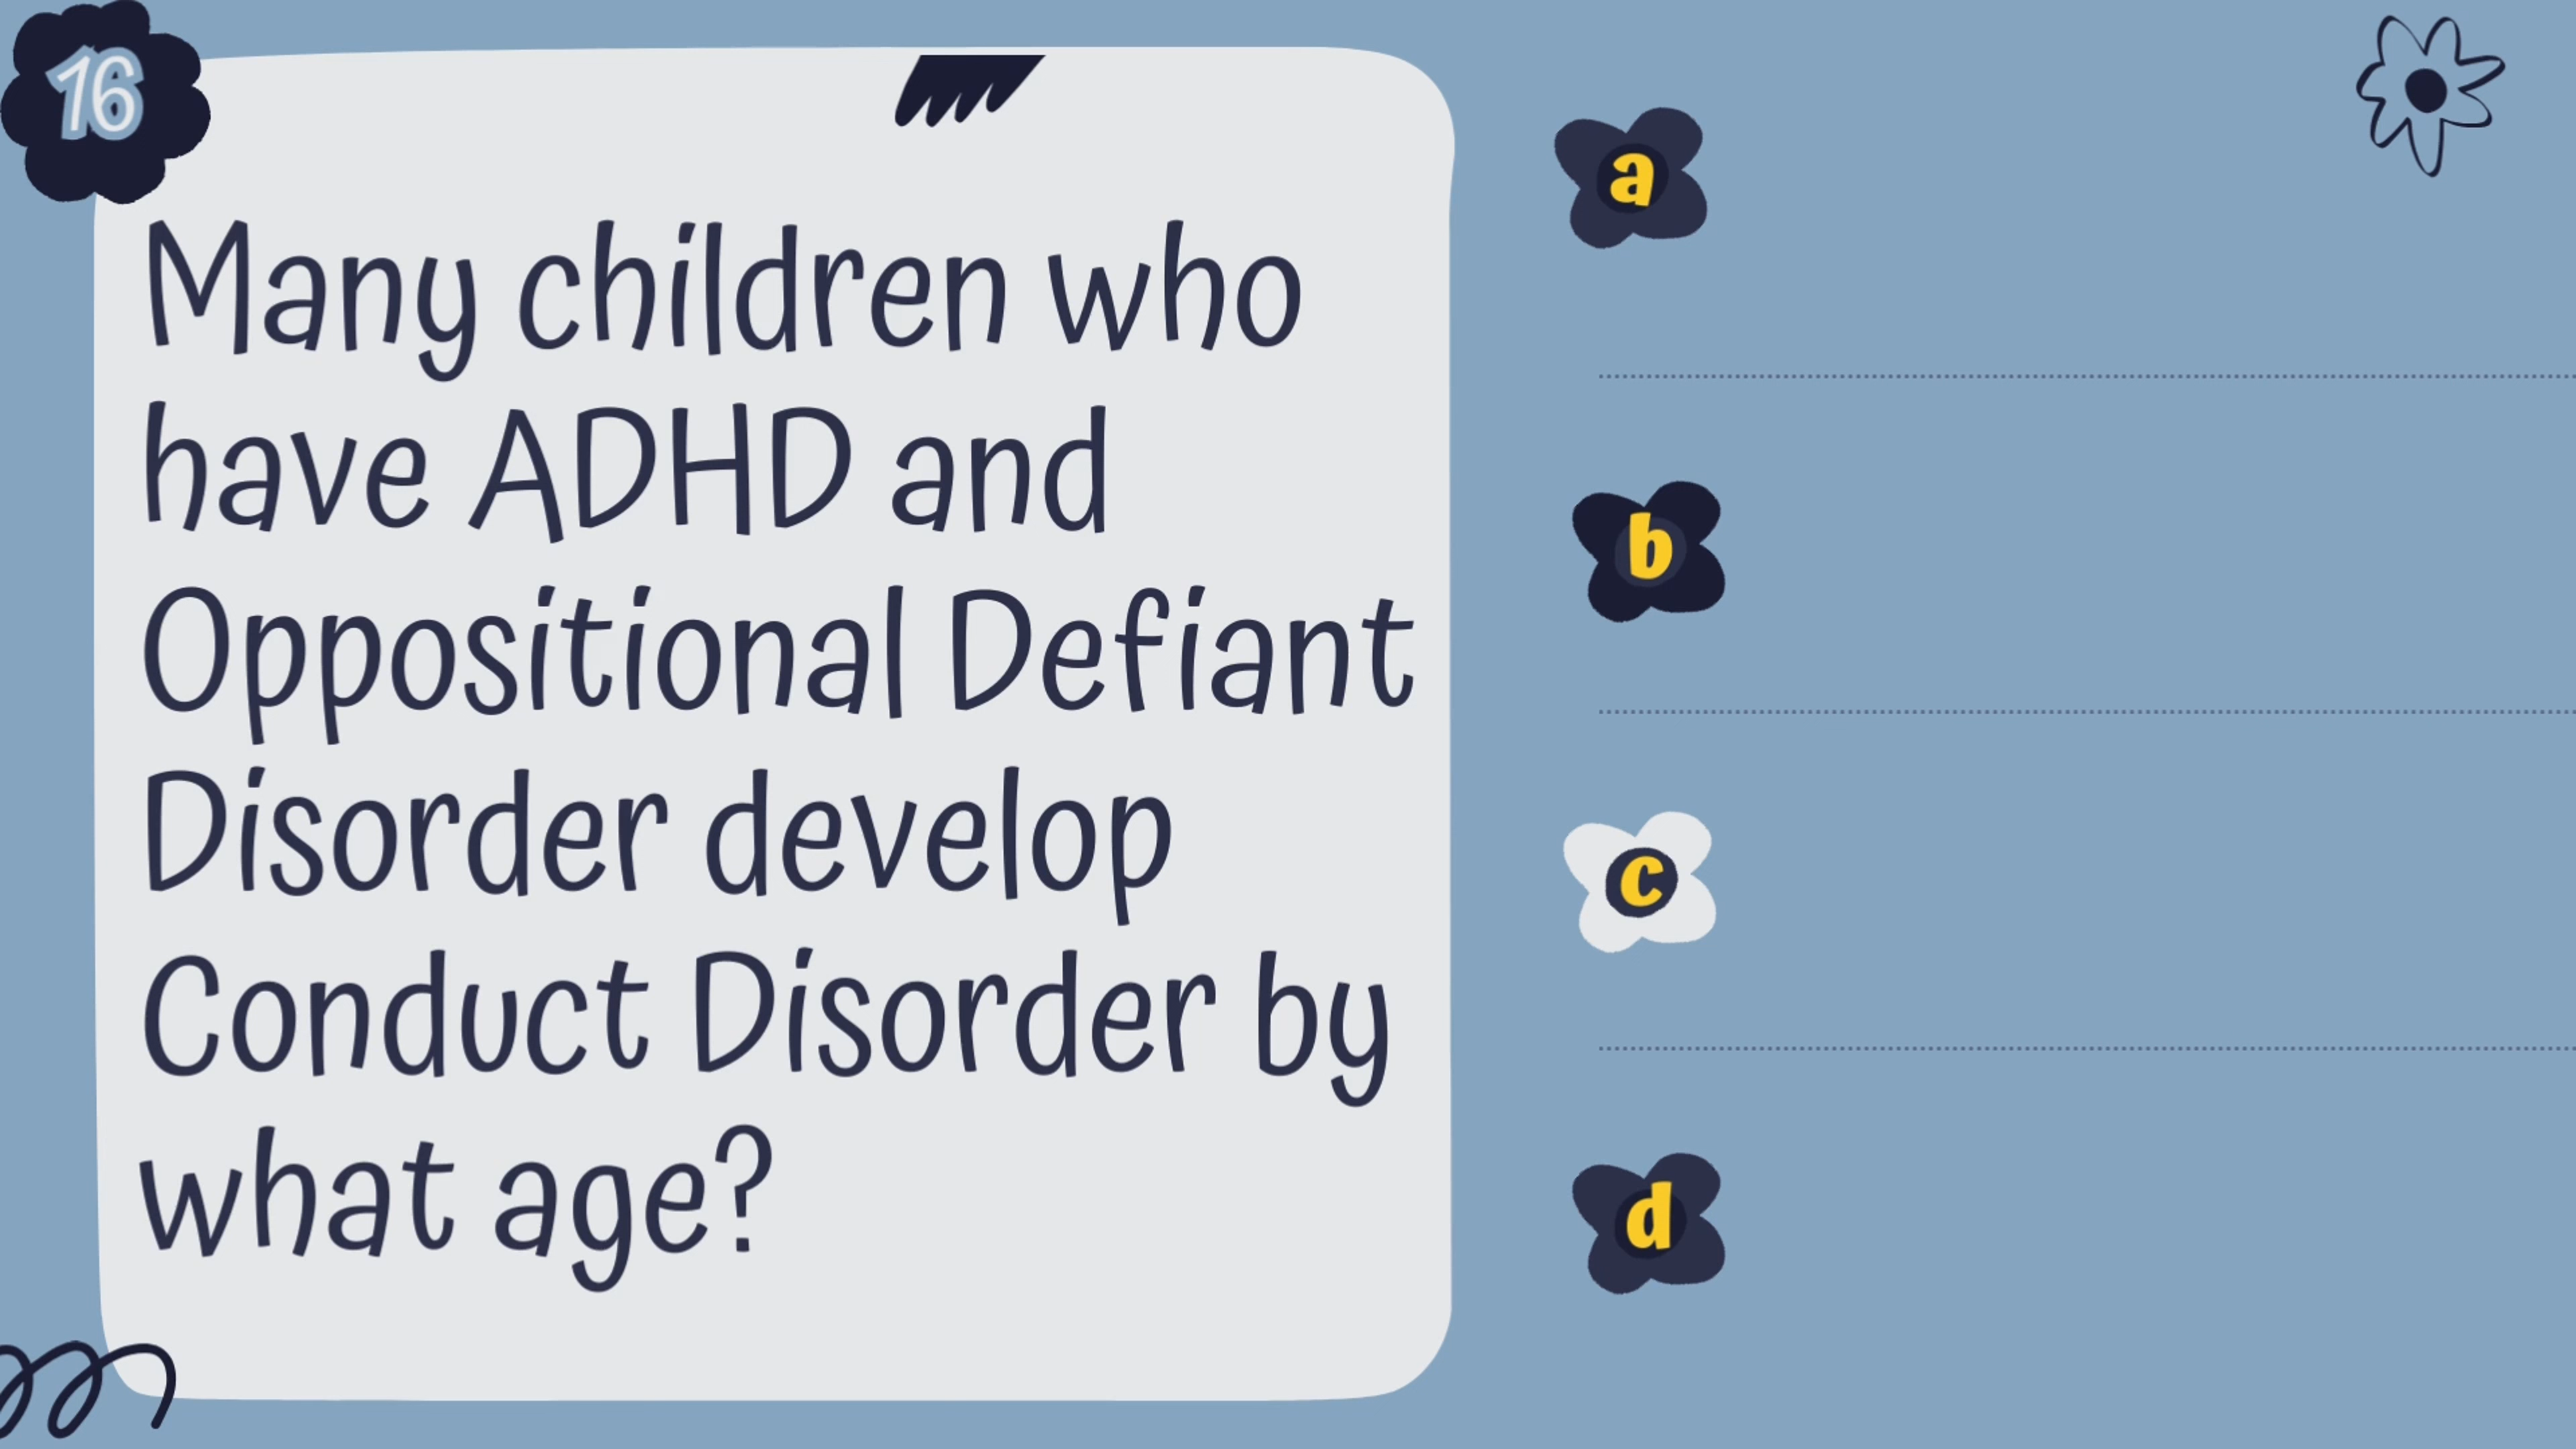 16
Many children who
have ADHD and
Oppositional Defiant
Disorder develop
Conduct Disorder by
what age?
a
b
c
d